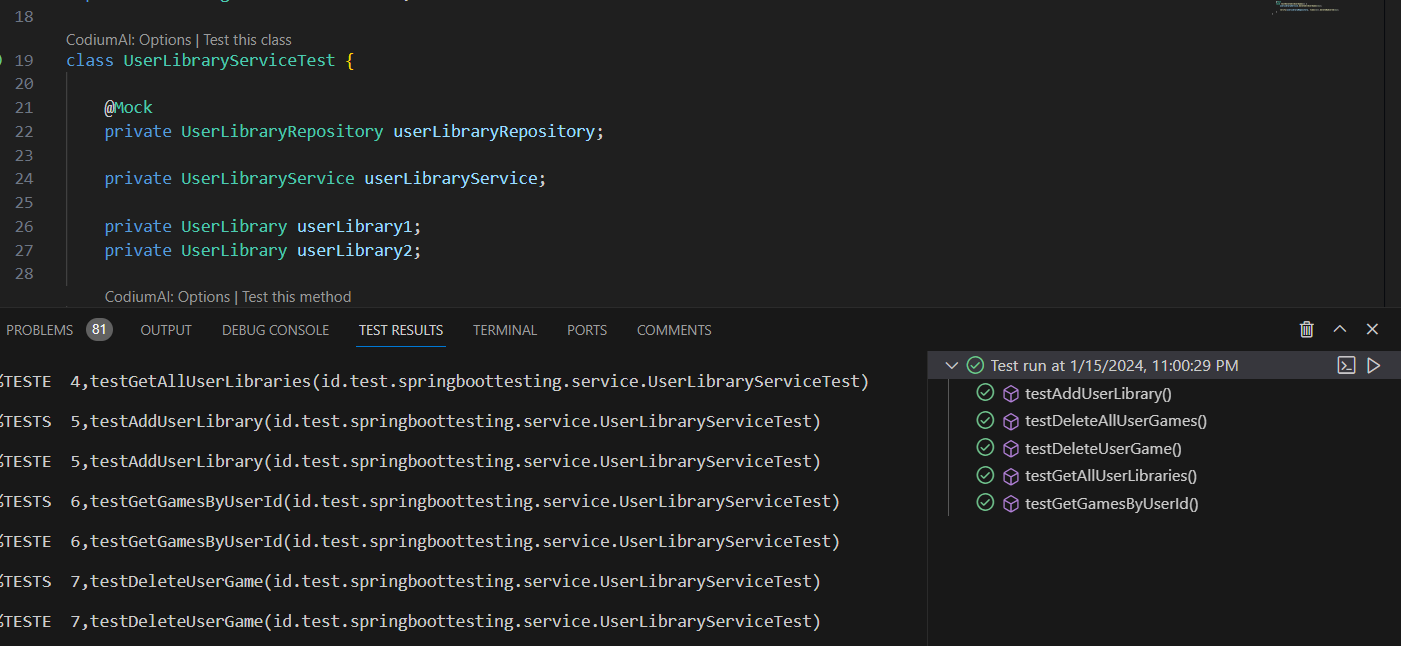 18
CodiumAI: Options | Test this class
19 class UserLibraryServiceTest {
20
21 @Mock
22 private UserLibraryRepository userLibraryRepository;
23
24 private UserLibraryService userLibraryService;
25
26 private UserLibrary userLibrary1;
27 private UserLibrary userLibrary2;
28
CodiumAI: Options | Test this method
PROBLEMS 81 OUTPUT DEBUG CONSOLE TEST RESULTS TERMINAL PORTS COMMENTS
%TESTE 4,testGetAllUserLibraries(id.test.springboottesting.service.UserLibraryServiceTest)
%TESTS 5,testAddUserLibrary(id.test.springboottesting.service.UserLibraryServiceTest)
%TESTE 5,testAddUserLibrary(id.test.springboottesting.service.UserLibraryServiceTest)
%TESTS 6,testGetGamesByUserId(id.test.springboottesting.service.UserLibraryServiceTest)
%TESTE 6,testGetGamesByUserId(id.test.springboottesting.service.UserLibraryServiceTest)
%TESTS 7,testDeleteUserGame(id.test.springboottesting.service.UserLibraryServiceTest)
%TESTE 7,testDeleteUserGame(id.test.springboottesting.service.UserLibraryServiceTest)
Test run at 1/15/2024, 11:00:29 PM
testAddUserLibrary()
testDeleteAllUserGames()
testDeleteUserGame()
testGetAllUserLibraries()
testGetGamesByUserId()